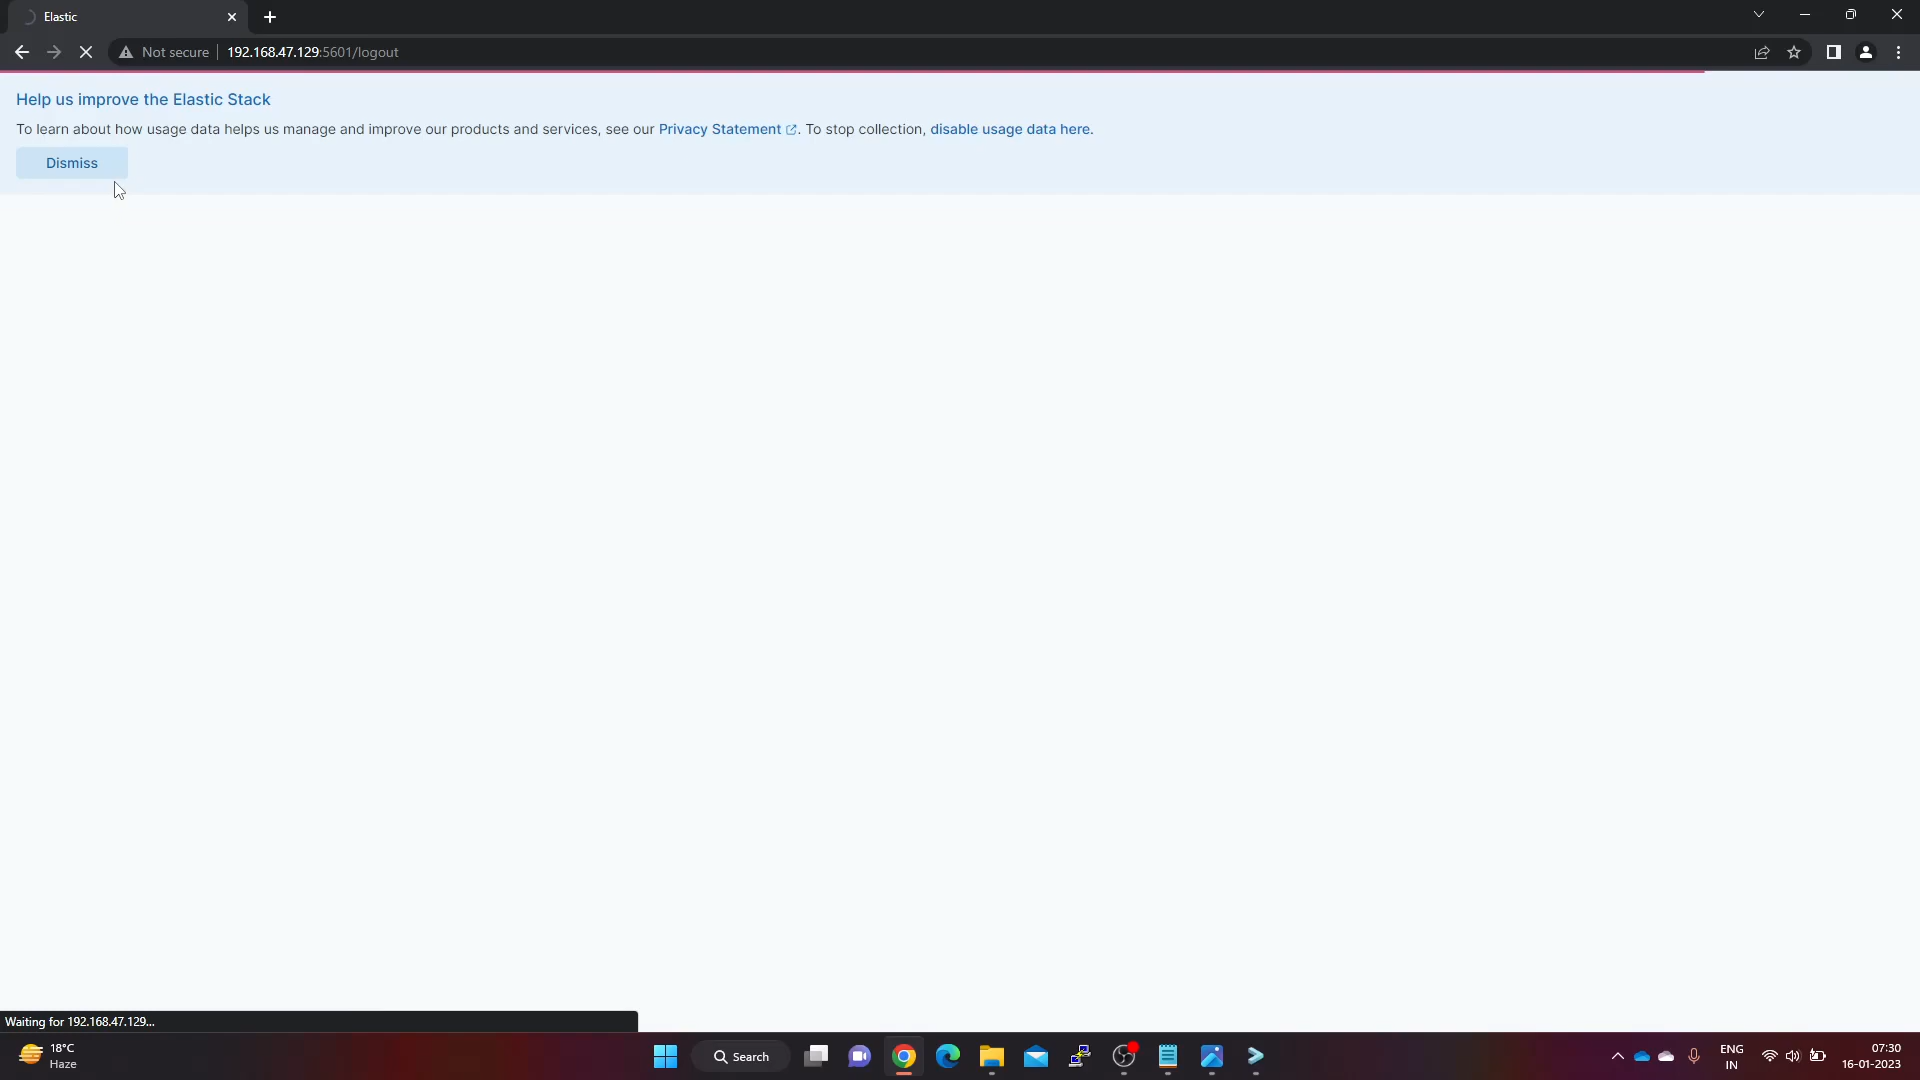 Elastic
Not secure 192.168.47.129:5601/logout
Help us improve the Elastic Stack
To learn about how usage data helps us manage and improve our products and services, see our Privacy Statement. To stop collection, disable usage data here.
Dismiss
Waiting for 192.168.47.129...
18°C
Haze
Search
ENG
IN
07:30
16-01-2023